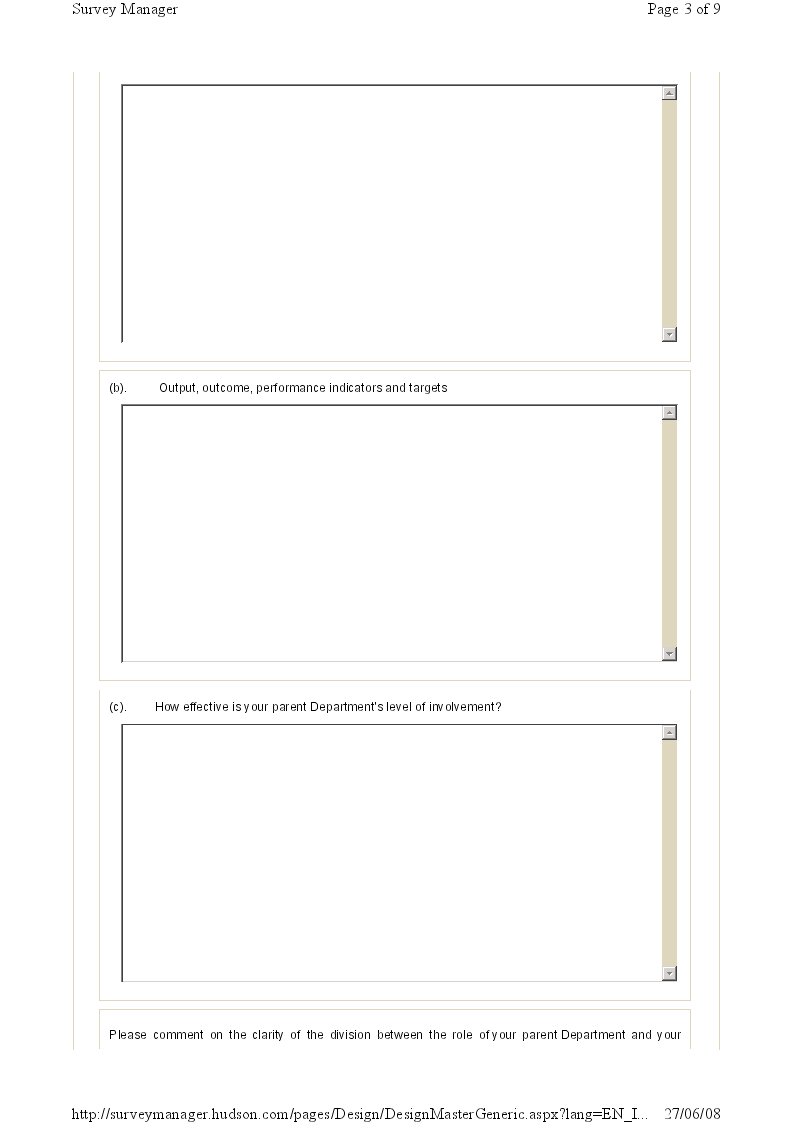 Survey Manager
Page 3 of 9
(b). Output, outcome, performance indicators and targets
(c). How effective is your parent Department's level of involvement?
Please comment on the clarity of the division between the role of your parent Department and your
http://surveymanager.hudson.com/pages/Design/DesignMasterGeneric.aspx?lang=EN_I...
27/06/08